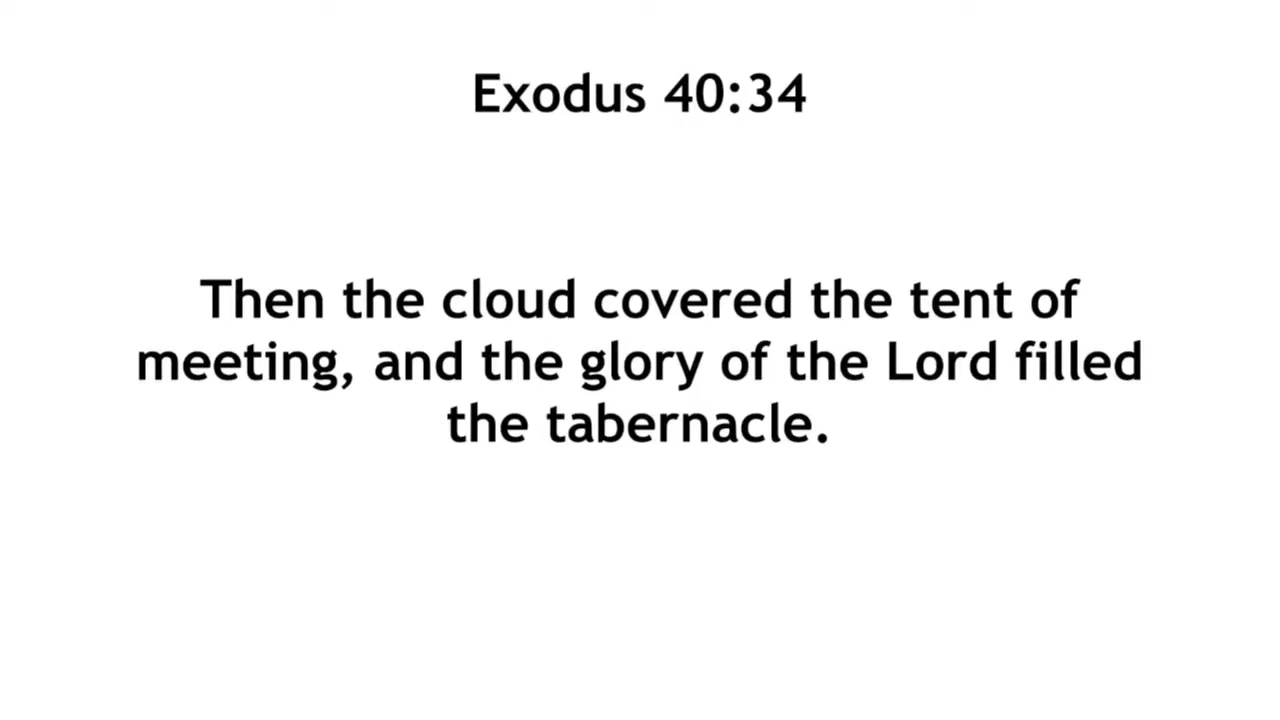 Exodus 40:34
Then the cloud covered the tent of
meeting, and the glory of the Lord filled
the tabernacle.